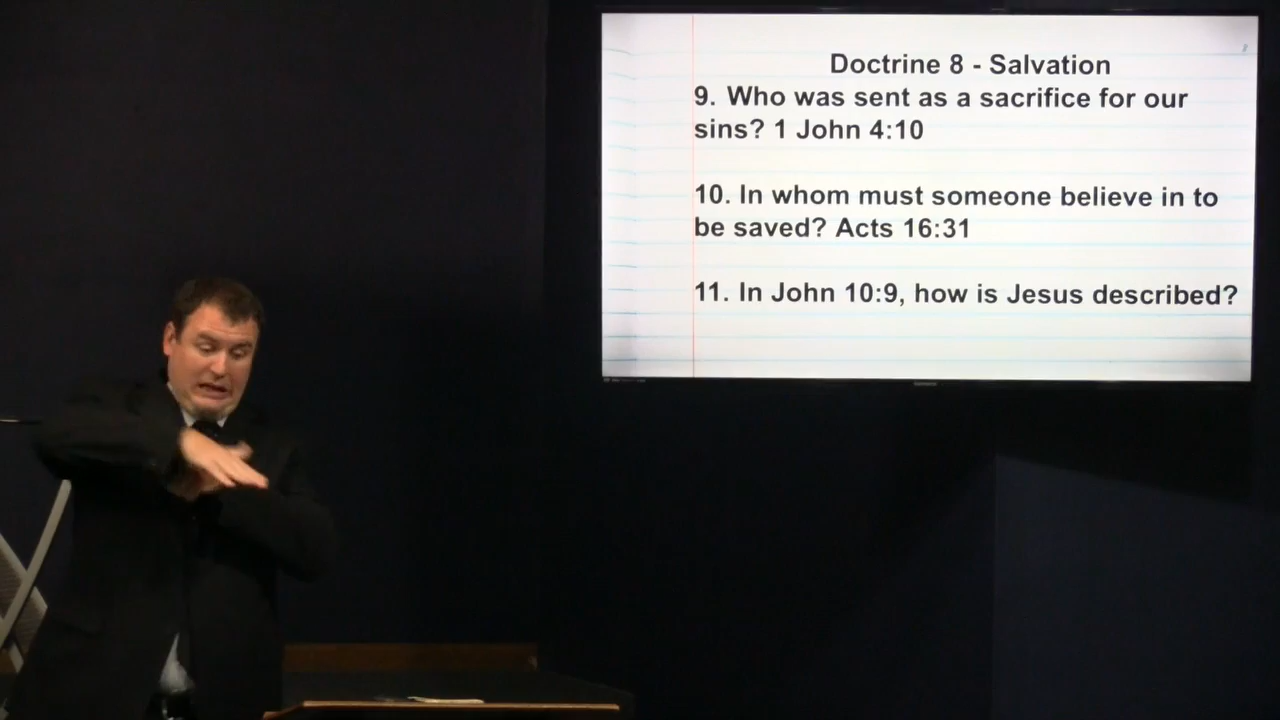 Doctrine 8 - Salvation
9. Who was sent as a sacrifice for our
sins? 1 John 4:10
10. In whom must someone believe in to
be saved? Acts 16:31
11. In John 10:9, how is Jesus described?